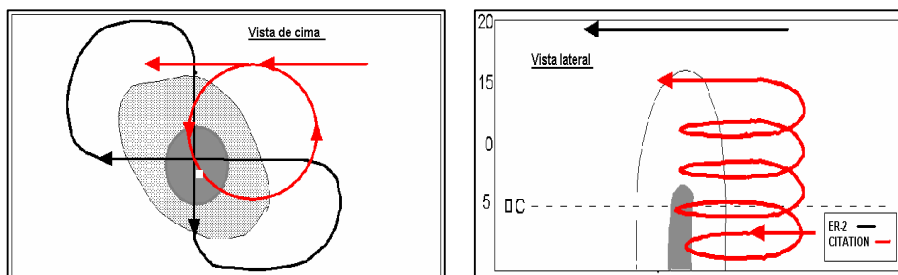 Vista de cima
20
Vista lateral
15
0
5
0C
ER-2
CITATION